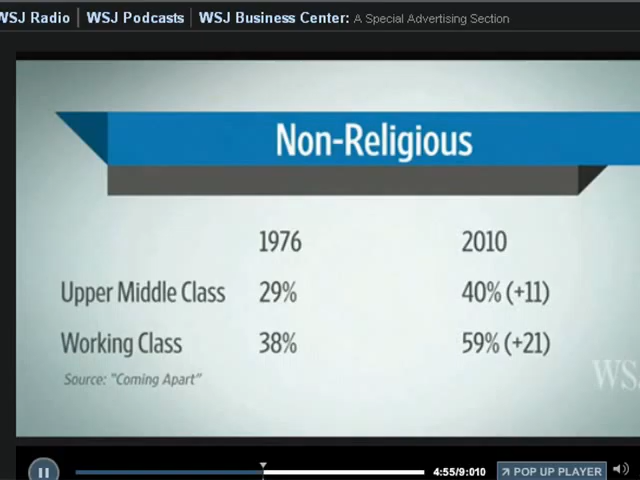 WSJ Radio | WSJ Podcasts | WSJ Business Center: A Special Advertising Section
Non-Religious
1976 2010
Upper Middle Class 29% 40% (+11)
Working Class 38% 59% (+21)
Source: "Coming Apart"
WSJ
4:55/9:010 POP UP PLAYER